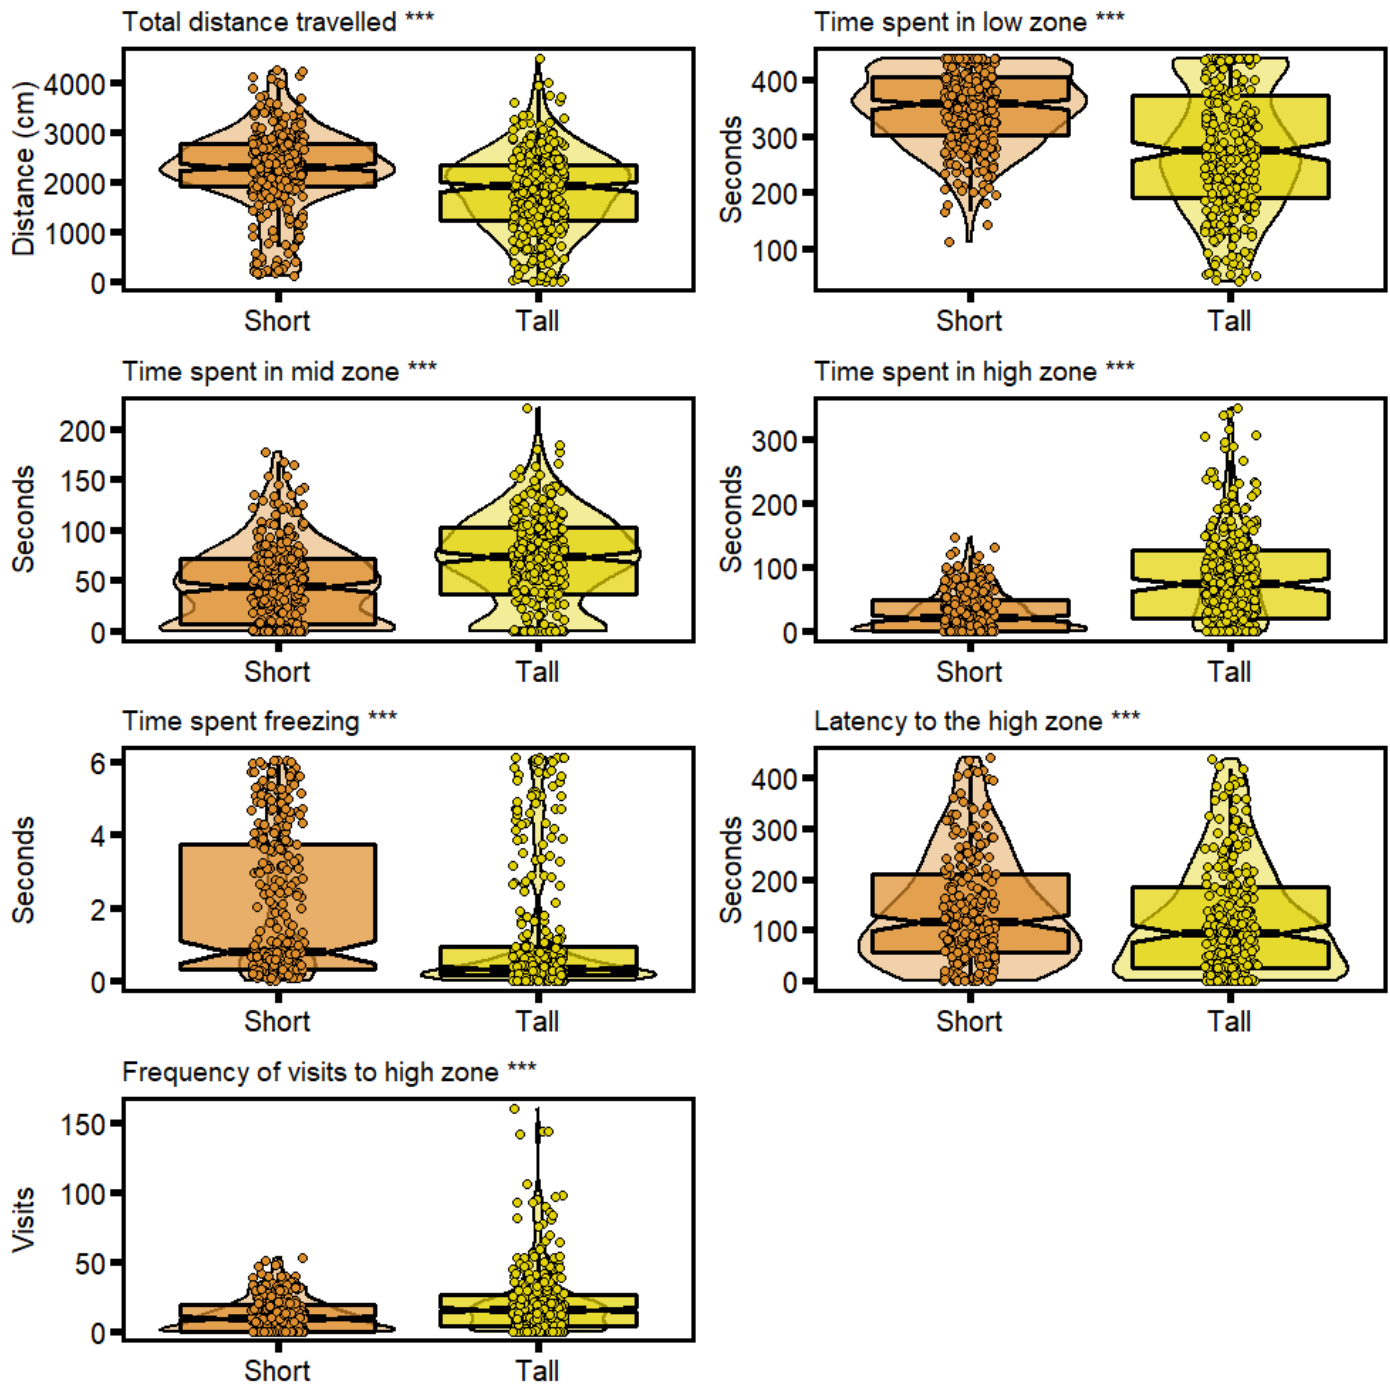 Total distance travelled ***
Distance (cm)
4000
3000
2000
1000
0
Short Tall
Time spent in low zone ***
Seconds
400
300
200
100
Short Tall
Time spent in mid zone ***
Seconds
200
150
100
50
0
Short Tall
Time spent in high zone ***
Seconds
300
200
100
0
Short Tall
Time spent freezing ***
Seconds
6
4
2
0
Short Tall
Latency to the high zone ***
Seconds
400
300
200
100
0
Short Tall
Frequency of visits to high zone ***
Visits
150
100
50
0
Short Tall